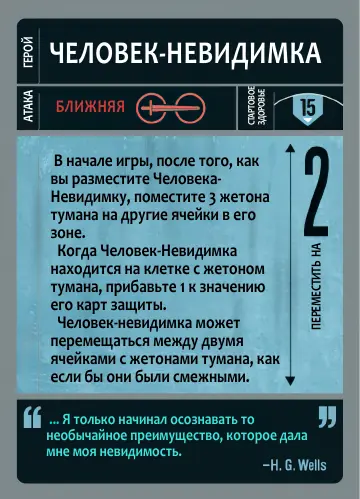 ГЕРОЙ
ЧЕЛОВЕК-НЕВИДИМКА
АТАКА
БЛИЖНЯЯ
СТАРТОВОЕ
ЗДОРОВЬЕ
15
В начале игры, после того, как
вы разместите Человека-
Невидимку, поместите 3 жетона
тумана на другие ячейки в его
зоне.
Когда Человек-Невидимка
находится на клетке с жетоном
тумана, прибавьте 1 к значению
его карт защиты.
Человек-невидимка может
перемещаться между двумя
ячейками с жетонами тумана, как
если бы они были смежными.
ПЕРЕМЕСТИТЬ НА
2
“ ... Я только начинал осознавать то ”
необычайное преимущество, которое дала
мне моя невидимость.
–H. G. Wells